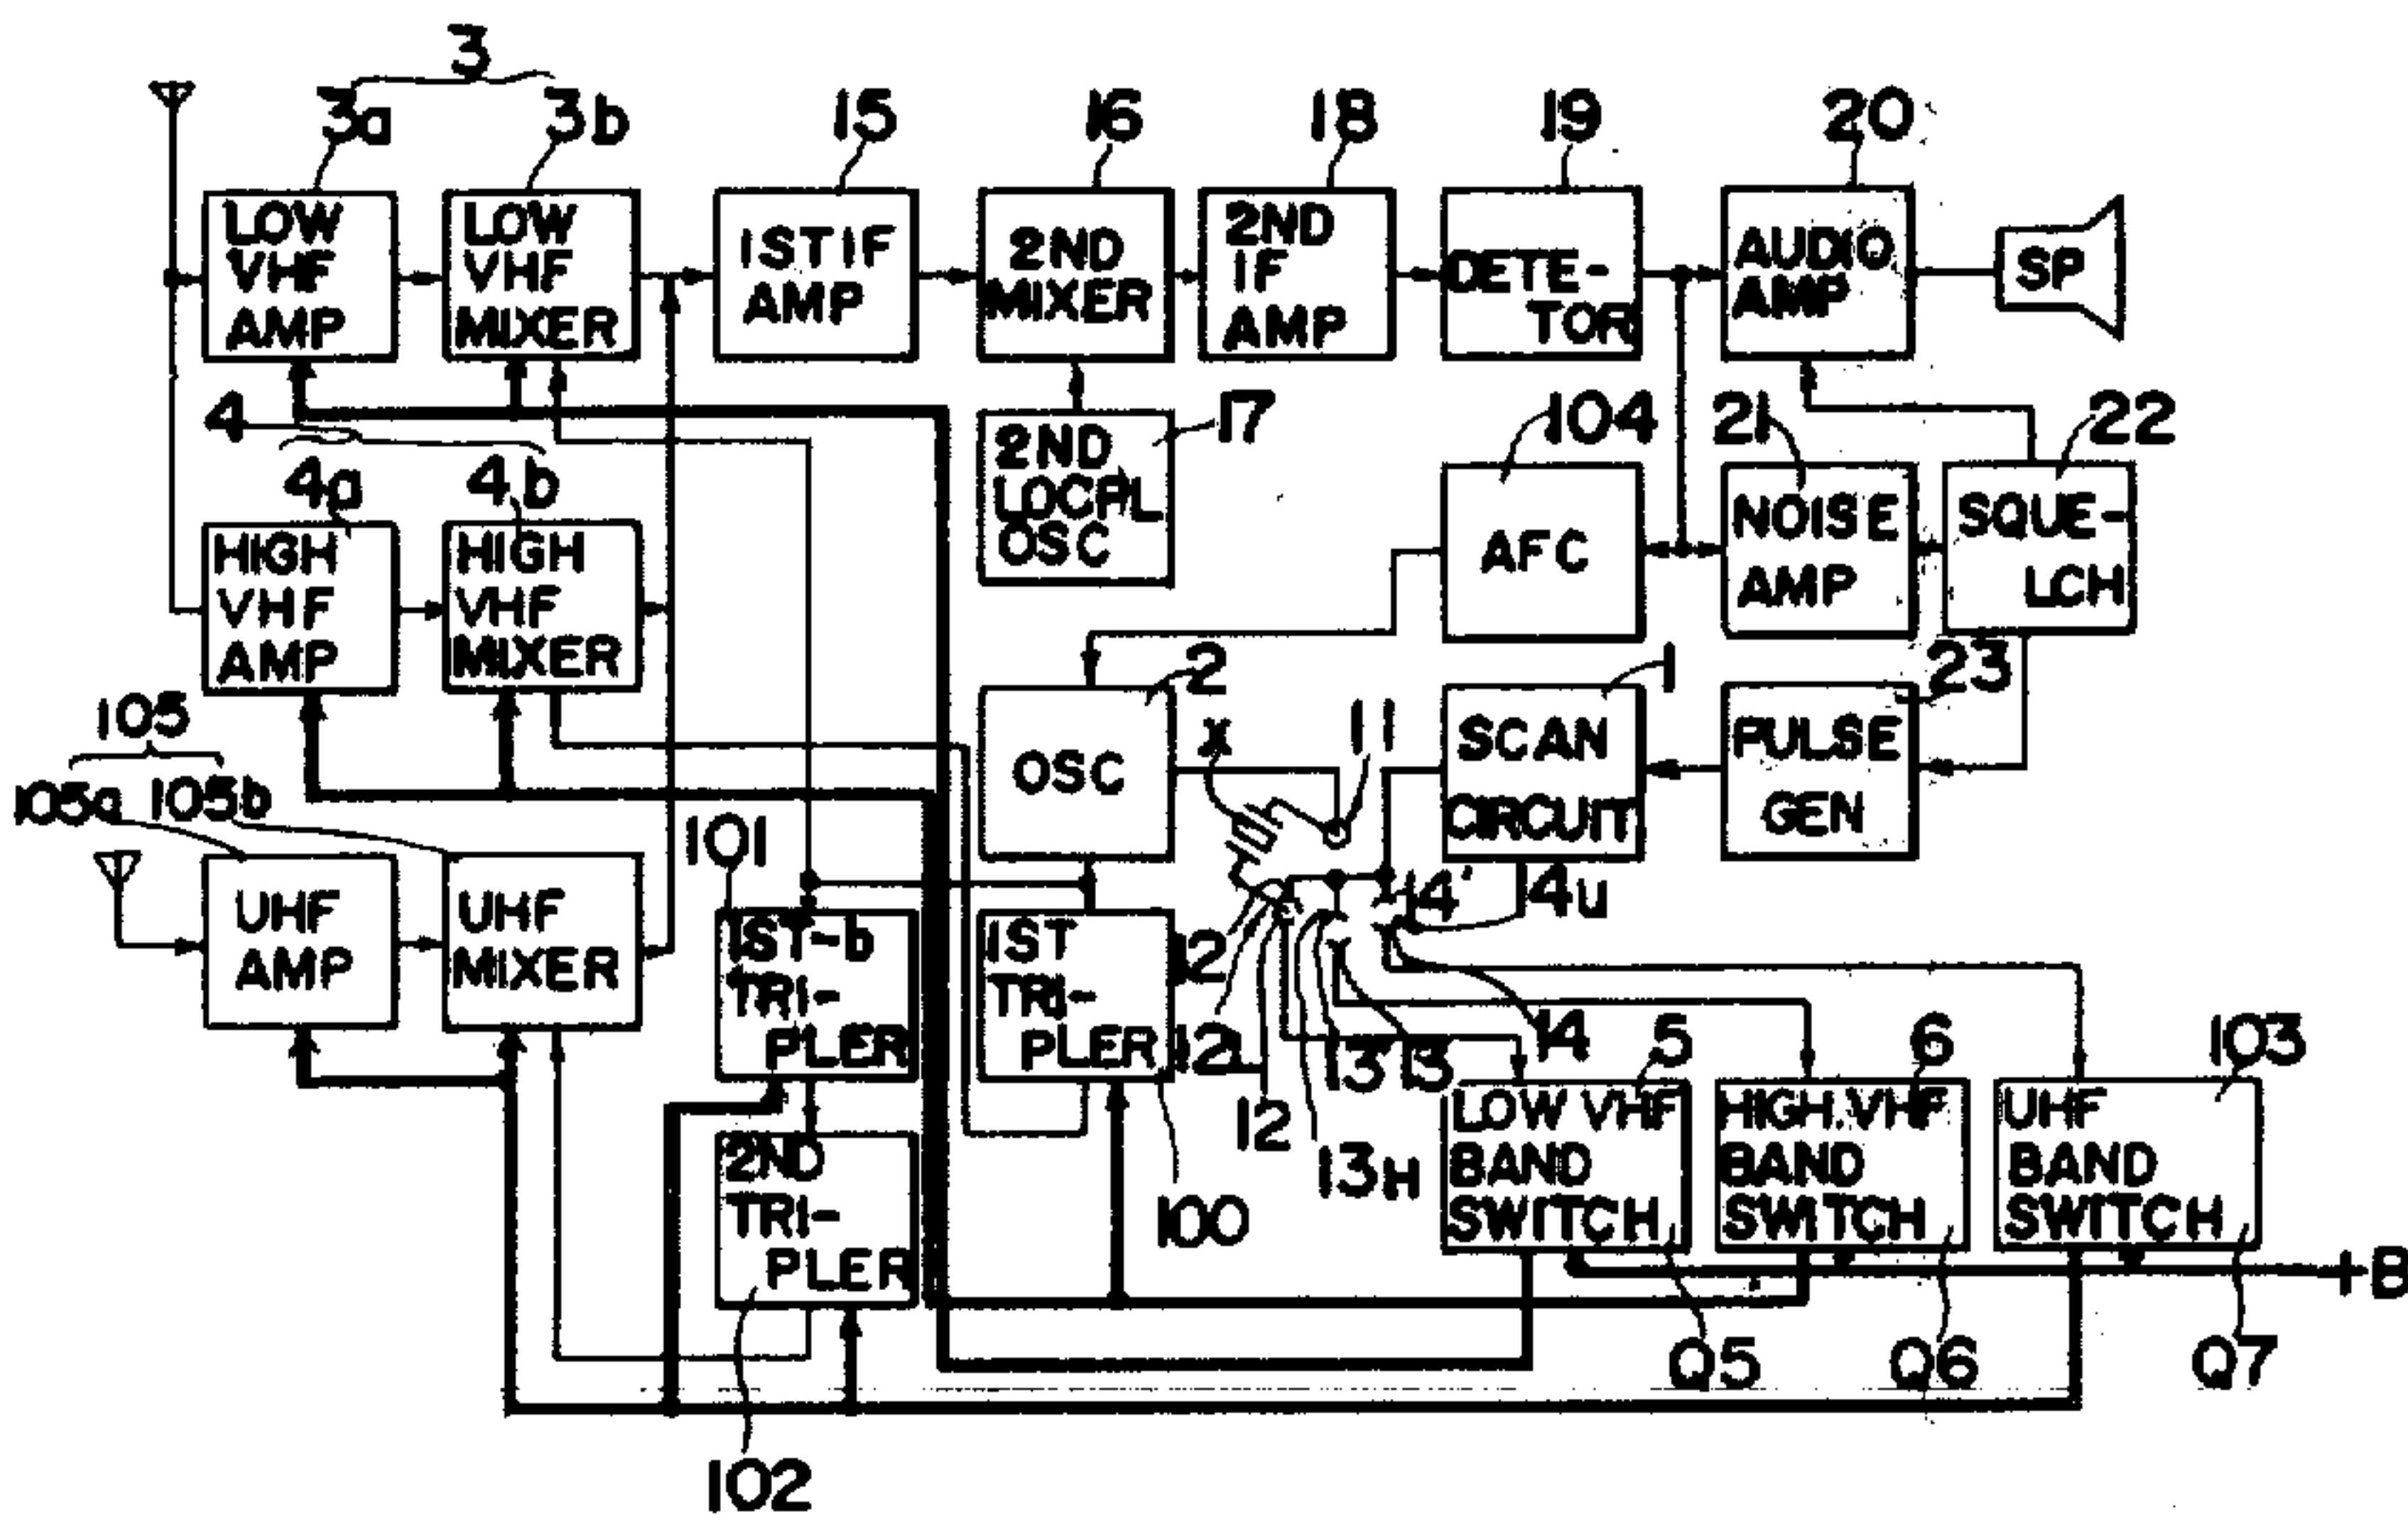 3
3a
3b
15
16
18
19
20
LOW
VHF
AMP
LOW
VHF
MIXER
1ST IF
AMP
2ND
MIXER
2ND
IF
AMP
DETE-
TOR
AUDIO
AMP
SP
4
4a
4b
17
104
21
22
2ND
LOCAL
OSC
HIGH
VHF
AMP
HIGH
VHF
MIXER
AFC
NOISE
AMP
SQUE-
LCH
2
x
11
1
23
105
105a
105b
101
OSC
SCAN
CIRCUIT
PULSE
GEN
UHF
AMP
UHF
MIXER
1ST-b
TRI-
PLER
1ST
TRI-
PLER
12
14'
14u
12
12
13
13
14
5
6
103
13H
100
2ND
TRI-
PLER
LOW VHF
BAND
SWITCH
HIGH VHF
BAND
SWITCH
UHF
BAND
SWITCH
+B
Q5
Q6
Q7
102